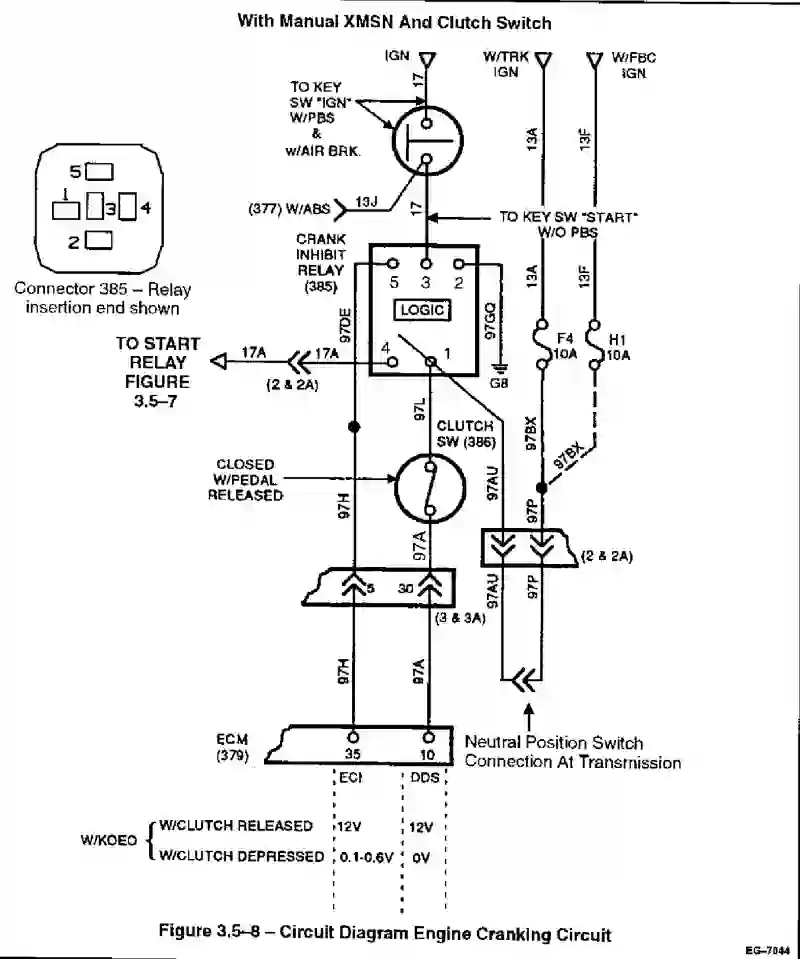 With Manual XMSN And Clutch Switch
IGN
W/TRK
IGN
W/FBC
IGN
TO KEY
SW "IGN"
W/PBS
&
w/AIR BRK.
17
13A
13F
(377) W/ABS
13J
17
TO KEY SW "START"
W/O PBS
5
1
3
4
2
Connector 385 – Relay
insertion end shown
CRANK
INHIBIT
RELAY
(385)
5
3
2
LOGIC
4
1
97DE
97GQ
G8
13A
13F
F4
10A
H1
10A
TO START
RELAY
FIGURE
3.5–7
17A
17A
(2 & 2A)
97L
CLUTCH
SW (386)
97BX
97BX
CLOSED
W/PEDAL
RELEASED
97H
97A
97AU
97P
(2 & 2A)
5
30
(3 & 3A)
97AU
97P
97H
97A
Neutral Position Switch
Connection At Transmission
ECM
(379)
35
10
ECI
DDS
W/KOEO
W/CLUTCH RELEASED
12V
12V
W/CLUTCH DEPRESSED
0.1-0.6V
0V
Figure 3.5–8 – Circuit Diagram Engine Cranking Circuit
EG–7044